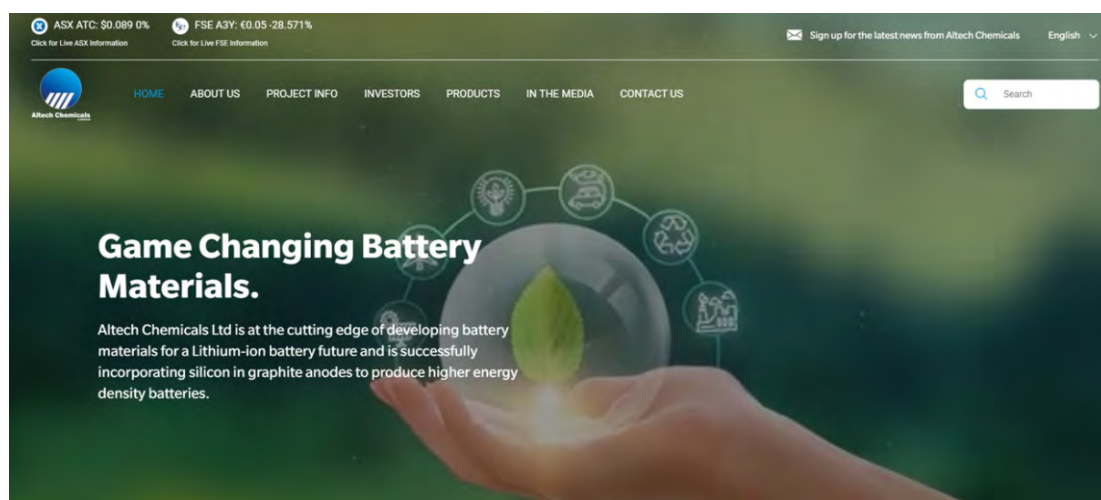 ASX ATC: $0.089 0%
Click for Live ASX Information
FSE A3Y: €0.05 -28.571%
Click for Live FSE Information
Sign up for the latest news from Altech Chemicals
English
Altech Chemicals
Limited
HOME
ABOUT US
PROJECT INFO
INVESTORS
PRODUCTS
IN THE MEDIA
CONTACT US
Search
Game Changing Battery
Materials.
Altech Chemicals Ltd is at the cutting edge of developing battery
materials for a Lithium-ion battery future and is successfully
incorporating silicon in graphite anodes to produce higher energy
density batteries.